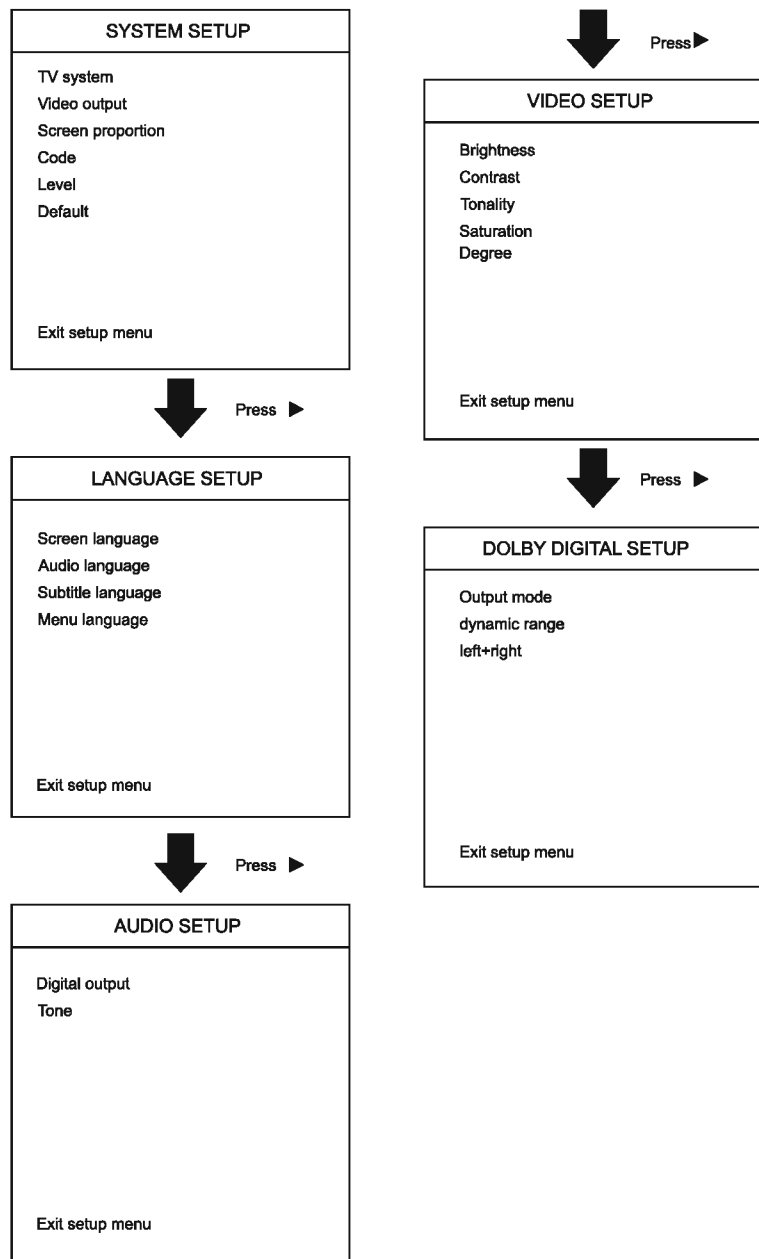 SYSTEM SETUP
TV system
Video output
Screen proportion
Code
Level
Default
Exit setup menu
Press
LANGUAGE SETUP
Screen language
Audio language
Subtitle language
Menu language
Exit setup menu
Press
AUDIO SETUP
Digital output
Tone
Exit setup menu
Press
VIDEO SETUP
Brightness
Contrast
Tonality
Saturation
Degree
Exit setup menu
Press
DOLBY DIGITAL SETUP
Output mode
dynamic range
left+right
Exit setup menu